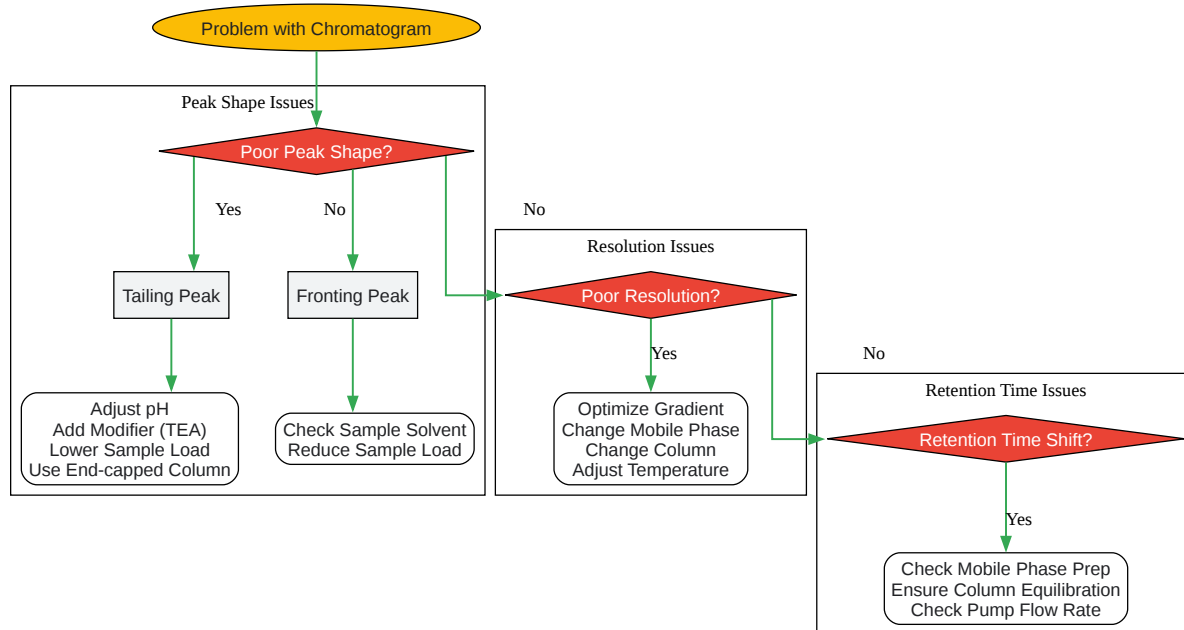 Problem with Chromatogram
Peak Shape Issues
Poor Peak Shape?
Yes
No
No
Tailing Peak
Fronting Peak
Adjust pH
Add Modifier (TEA)
Lower Sample Load
Use End-capped Column
Check Sample Solvent
Reduce Sample Load
Resolution Issues
Poor Resolution?
Yes
No
Optimize Gradient
Change Mobile Phase
Change Column
Adjust Temperature
Retention Time Issues
Retention Time Shift?
Yes
Check Mobile Phase Prep
Ensure Column Equilibration
Check Pump Flow Rate